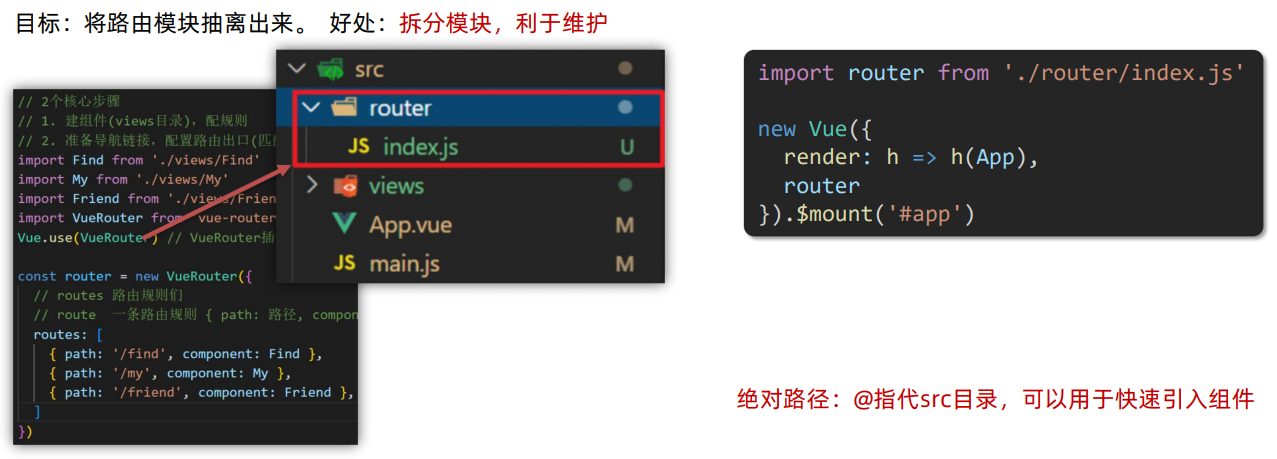 目标：将路由模块抽离出来。 好处：拆分模块，利于维护
// 2个核心步骤
// 1. 建组件(views目录)，配规则
// 2. 准备导航链接，配置路由出口(匹
import Find from './views/Find'
import My from './views/My'
import Friend from './views/Frien
import VueRouter from 'vue-router
Vue.use(VueRouter) // VueRouter插
const router = new VueRouter({
// routes 路由规则们
// route 一条路由规则 { path: 路径, compon
routes: [
{ path: '/find', component: Find },
{ path: '/my', component: My },
{ path: '/friend', component: Friend },
]
})
src
router
JS index.js U
views
App.vue M
JS main.js M
import router from './router/index.js'
new Vue({
render: h => h(App),
router
}).$mount('#app')
绝对路径：@指代src目录，可以用于快速引入组件